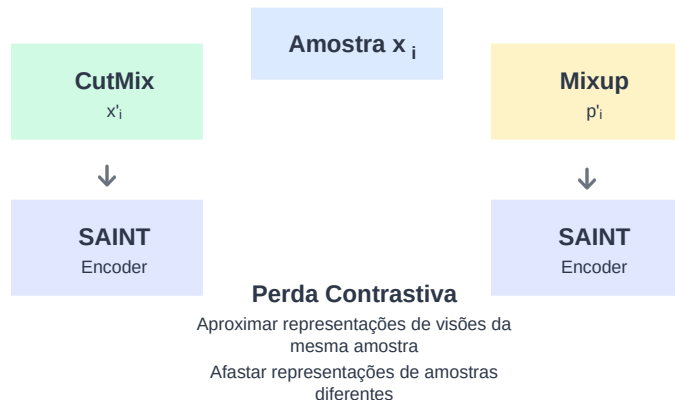 Amostra x i
CutMix
x'i
Mixup
p'i
SAINT
Encoder
SAINT
Encoder
Perda Contrastiva
Aproximar representações de visões da
mesma amostra
Afastar representações de amostras
diferentes